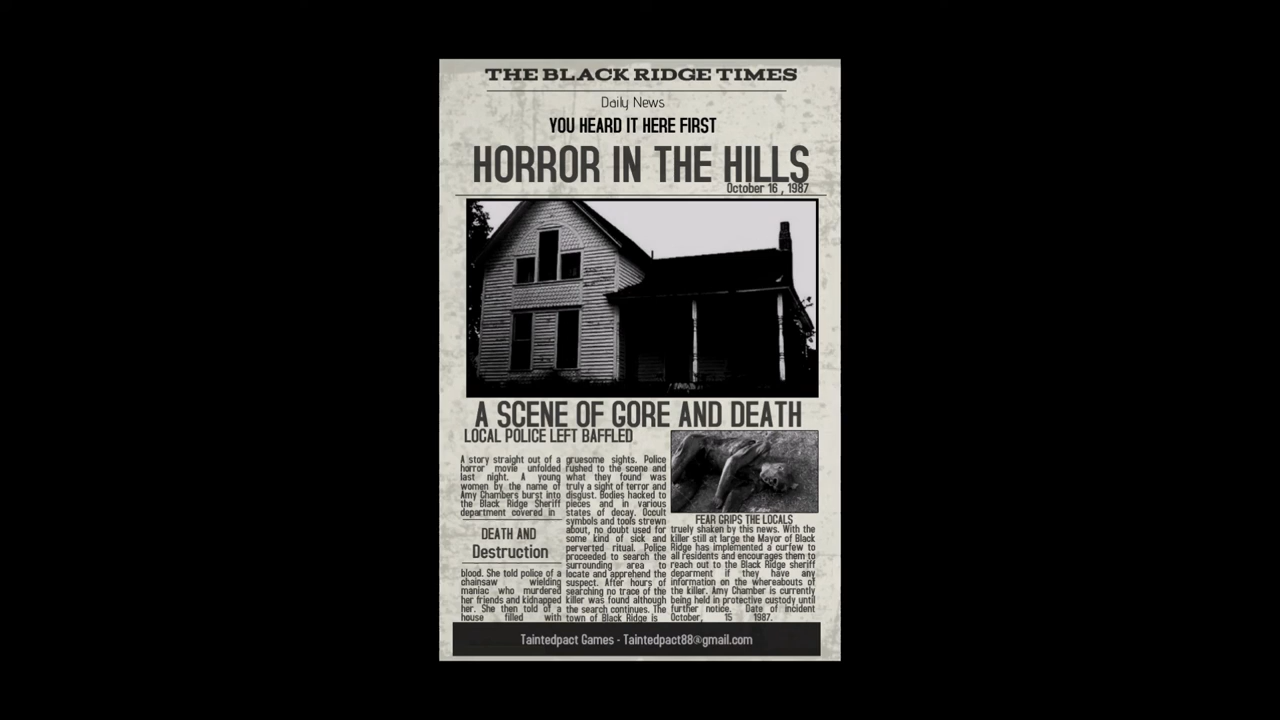 THE BLACK RIDGE TIMES
Daily News
YOU HEARD IT HERE FIRST
HORROR IN THE HILLS
October 16 , 1987
A SCENE OF GORE AND DEATH
LOCAL POLICE LEFT BAFFLED
A story straight out of a
horror movie unfolded
last night. A young
women by the name of
Amy Chambers burst into
the Black Ridge Sheriff
department covered in
DEATH AND
Destruction
blood. She told police of a
chainsaw wielding
maniac who murdered
her friends and kidnapped
her. She then told of a
house filled with
gruesome sights. Police
rushed to the scene and
what they found was
truly a sight of terror and
disgust. Bodies hacked to
pieces and in various
states of decay. Occult
symbols and tools strewn
about, no doubt used for
some kind of sick and
perverted ritual. Police
proceeded to search the
surrounding area to
locate and apprehend the
suspect. After hours of
searching no trace of the
killer was found although
the search continues. The
town of Black Ridge is
FEAR GRIPS THE LOCALS
truely shaken by this news. With the
killer still at large the Mayor of Black
Ridge has implemented a curfew to
all residents and encourages them to
reach out to the Black Ridge sheriff
deparment if they have any
information on the whereabouts of
the killer. Amy Chamber is currently
being held in protective custody until
further notice. Date of incident
October, 15 1987.
Taintedpact Games - Taintedpact88@gmail.com